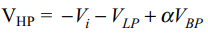 V_HP = −V_i − V_LP + αV_BP